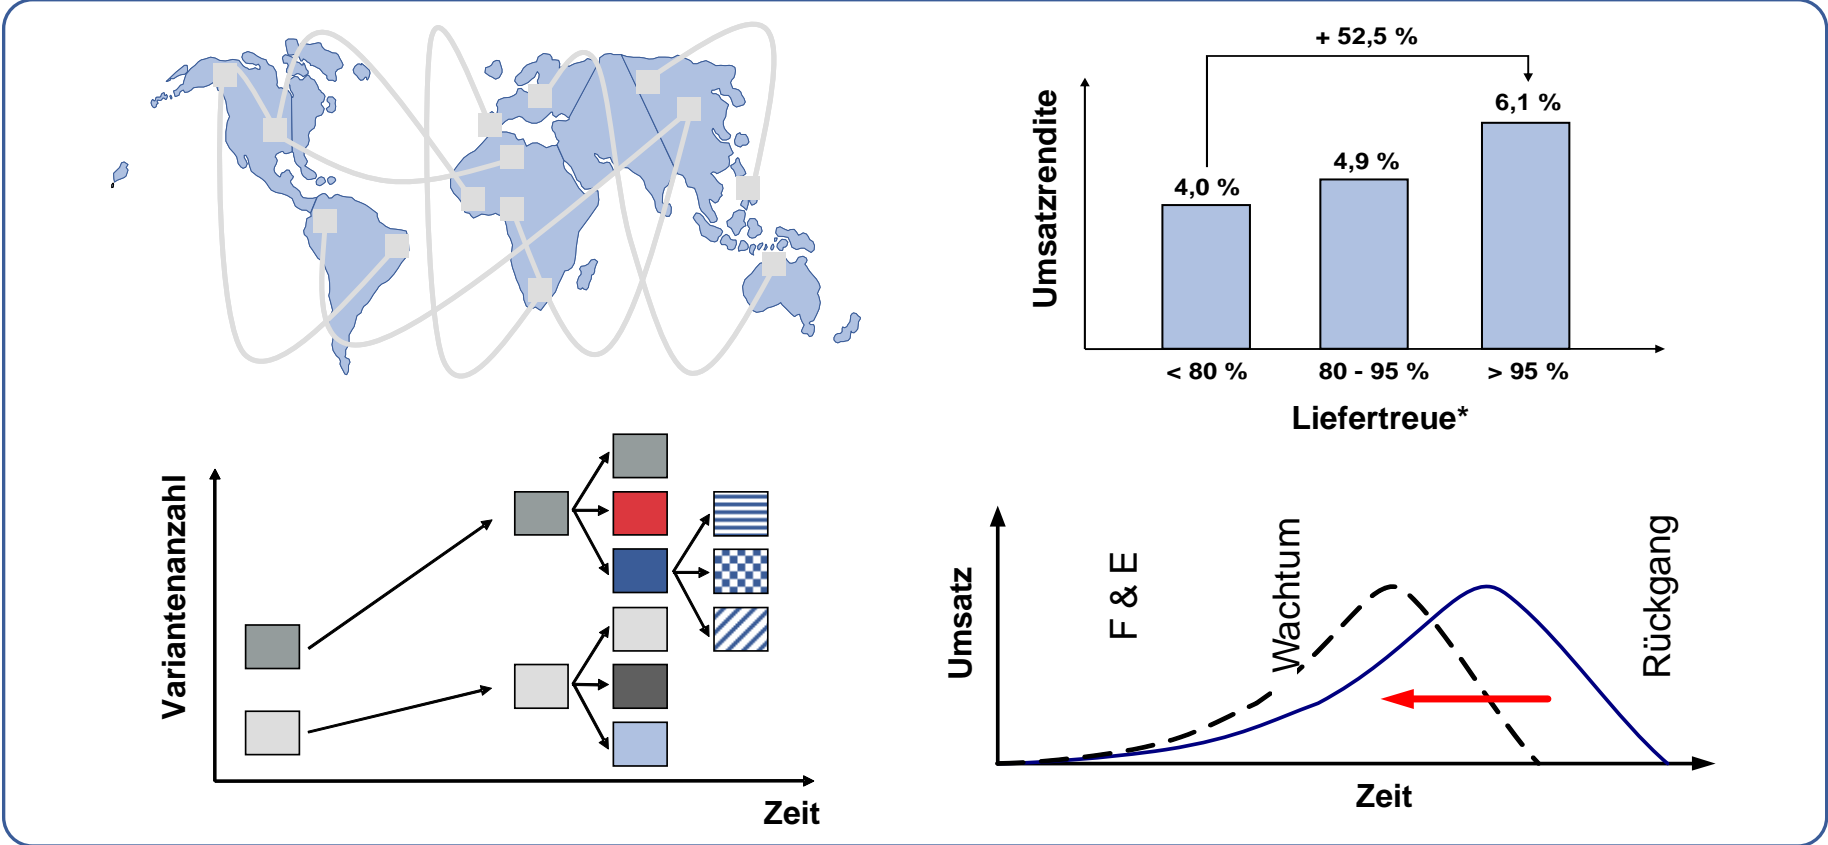 + 52,5 %
6,1 %
4,9 %
4,0 %
Umsatzrendite
< 80 %
80 - 95 %
> 95 %
Liefertreue*
Variantenanzahl
Zeit
Umsatz
F & E
Wachtum
Rückgang
Zeit